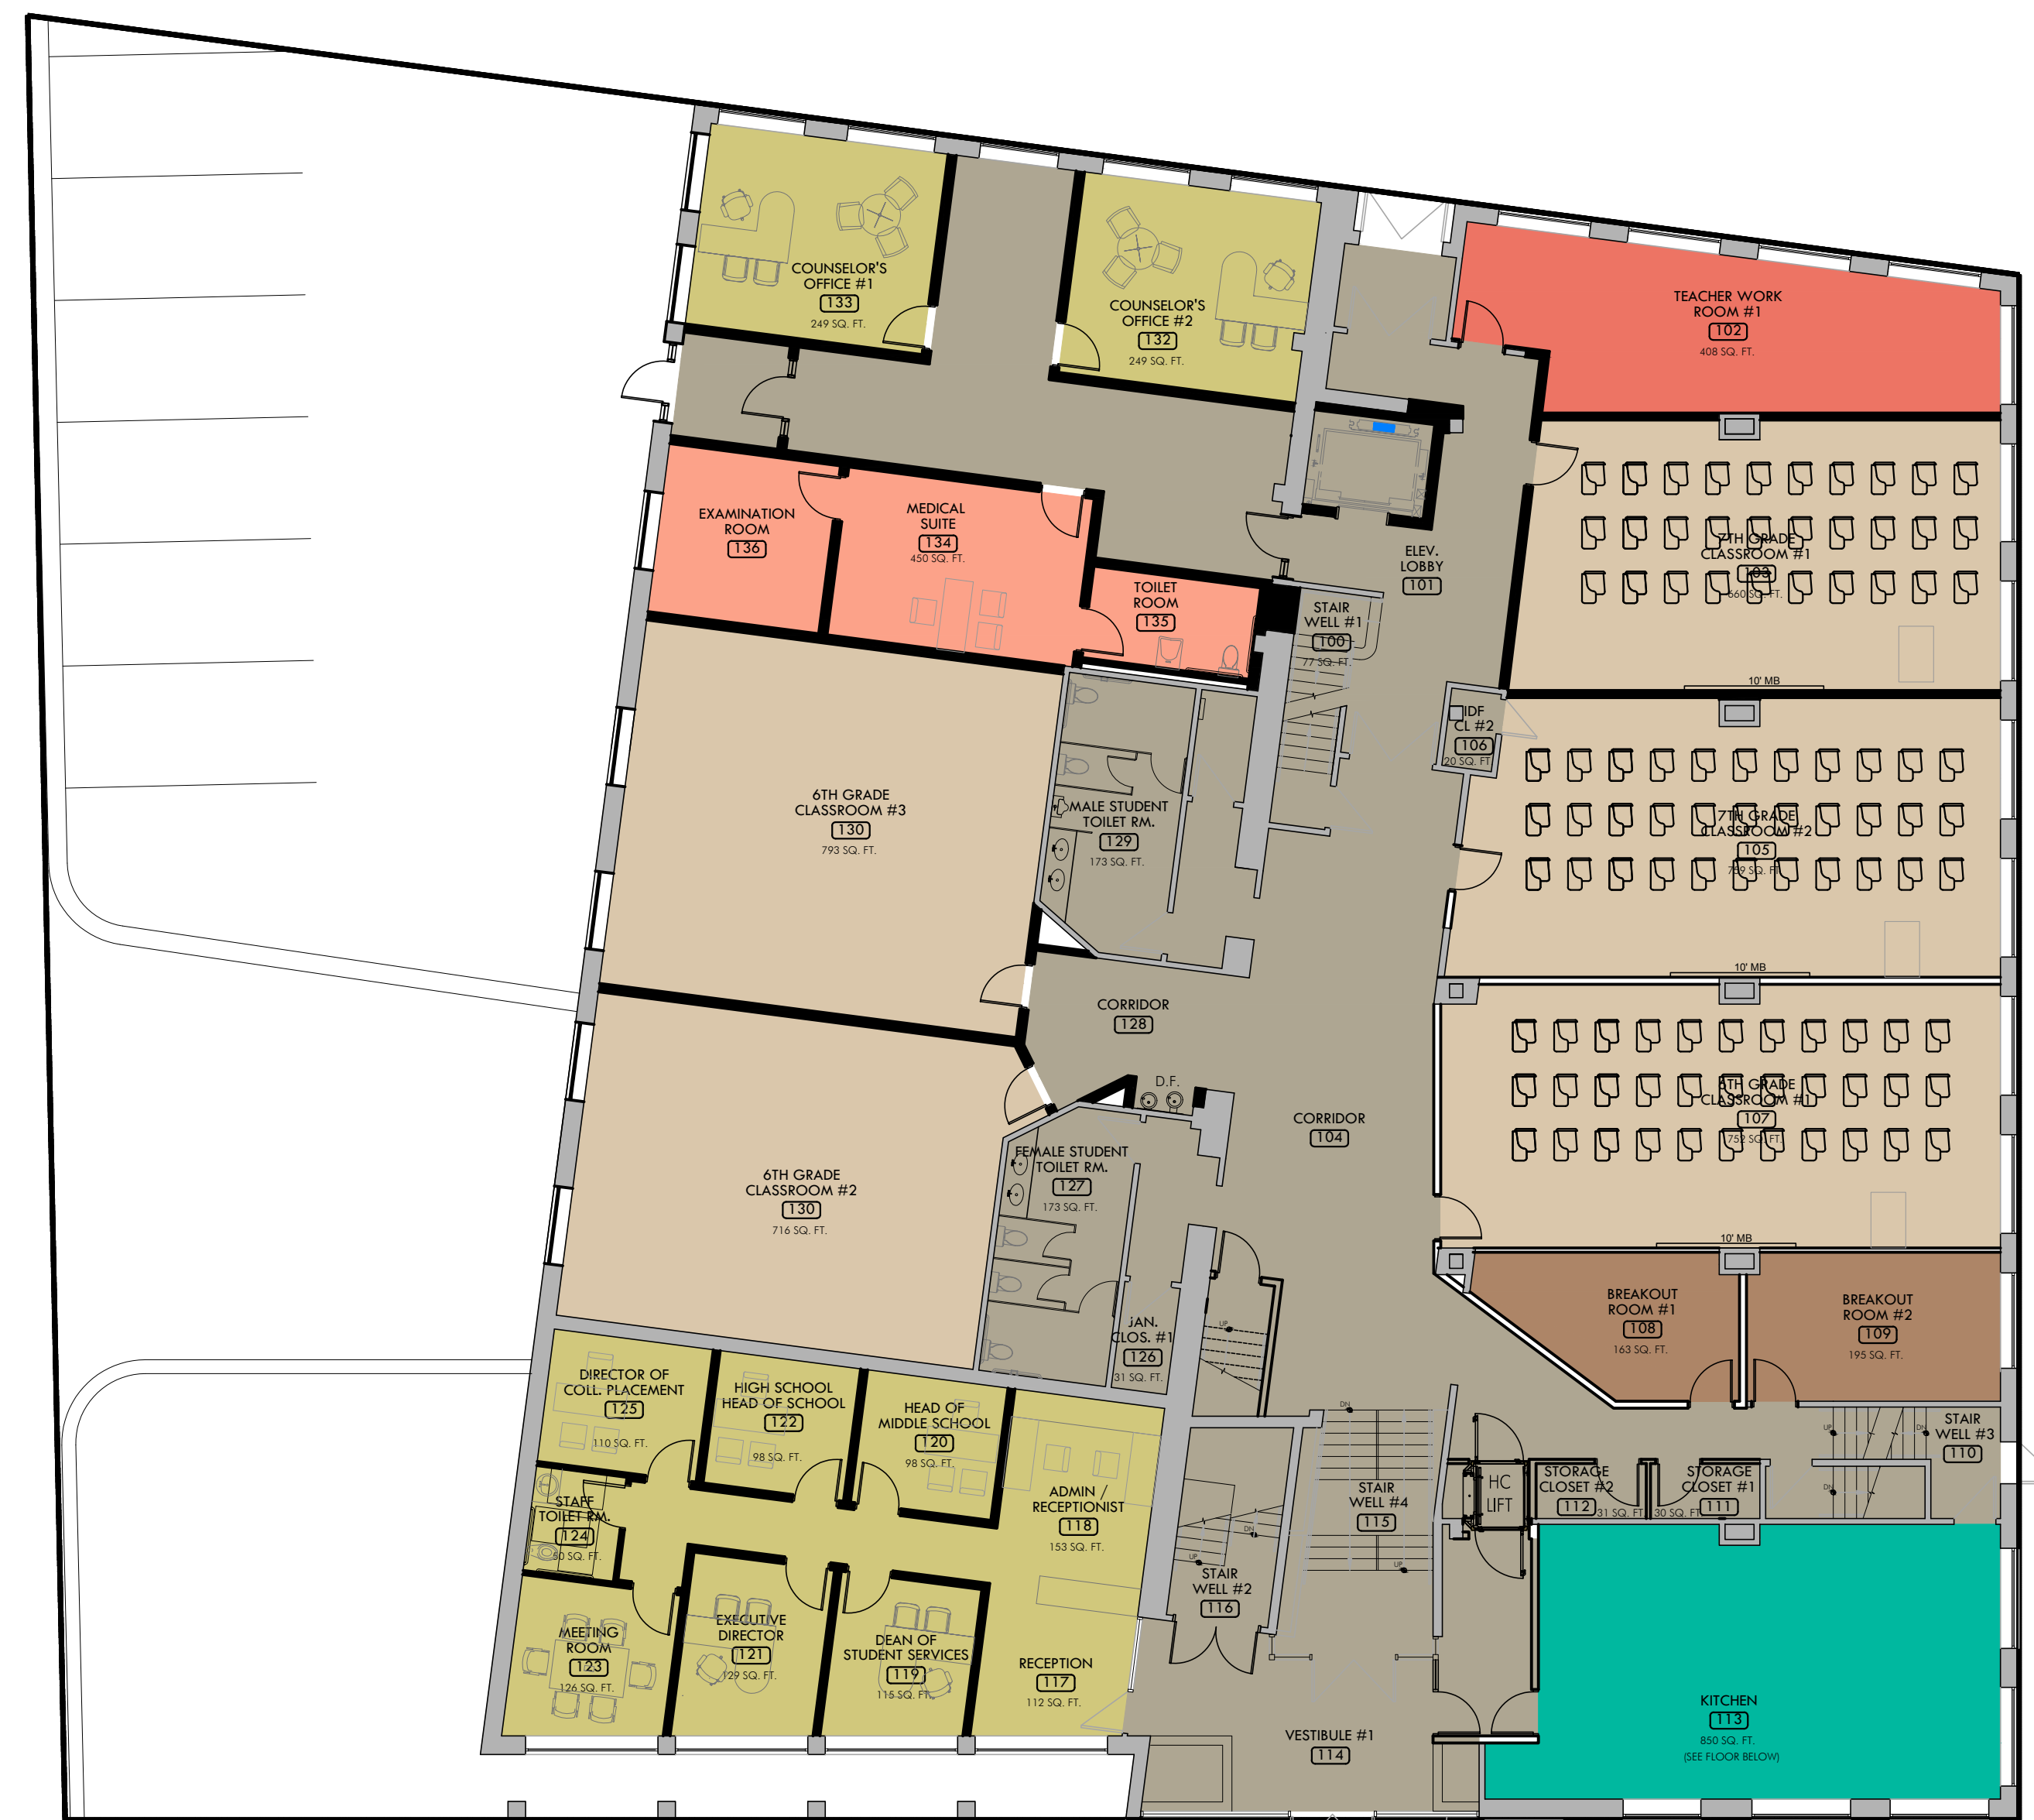 COUNSELOR'S
OFFICE #1
133
249 SQ. FT.
COUNSELOR'S
OFFICE #2
132
249 SQ. FT.
TEACHER WORK
ROOM #1
102
408 SQ. FT.
EXAMINATION
ROOM
136
MEDICAL
SUITE
134
450 SQ. FT.
TOILET
ROOM
135
ELEV.
LOBBY
101
STAIR
WELL #1
100
77 SQ. FT.
7TH GRADE
CLASSROOM #1
103
660 SQ. FT.
10' MB
IDF
CL #2
106
20 SQ. FT.
7TH GRADE
CLASSROOM #2
105
759 SQ. FT.
10' MB
6TH GRADE
CLASSROOM #3
130
793 SQ. FT.
MALE STUDENT
TOILET RM.
129
173 SQ. FT.
CORRIDOR
128
D.F.
CORRIDOR
104
6TH GRADE
CLASSROOM #1
107
752 SQ. FT.
10' MB
6TH GRADE
CLASSROOM #2
130
716 SQ. FT.
FEMALE STUDENT
TOILET RM.
127
173 SQ. FT.
JAN.
CLOS. #1
126
31 SQ. FT.
UP
BREAKOUT
ROOM #1
108
163 SQ. FT.
BREAKOUT
ROOM #2
109
195 SQ. FT.
DIRECTOR OF
COLL. PLACEMENT
125
110 SQ. FT.
HIGH SCHOOL
HEAD OF SCHOOL
122
98 SQ. FT.
HEAD OF
MIDDLE SCHOOL
120
98 SQ. FT.
ADMIN /
RECEPTIONIST
118
153 SQ. FT.
DN
STAIR
WELL #4
115
UP
HC
LIFT
STORAGE
CLOSET #2
112
31 SQ. FT.
STORAGE
CLOSET #1
111
30 SQ. FT.
UP
DN
DN
STAIR
WELL #3
110
STAFF
TOILET RM.
124
50 SQ. FT.
DN
UP
STAIR
WELL #2
116
MEETING
ROOM
123
126 SQ. FT.
EXECUTIVE
DIRECTOR
121
129 SQ. FT.
DEAN OF
STUDENT SERVICES
119
115 SQ. FT.
RECEPTION
117
112 SQ. FT.
VESTIBULE #1
114
KITCHEN
113
850 SQ. FT.
(SEE FLOOR BELOW)